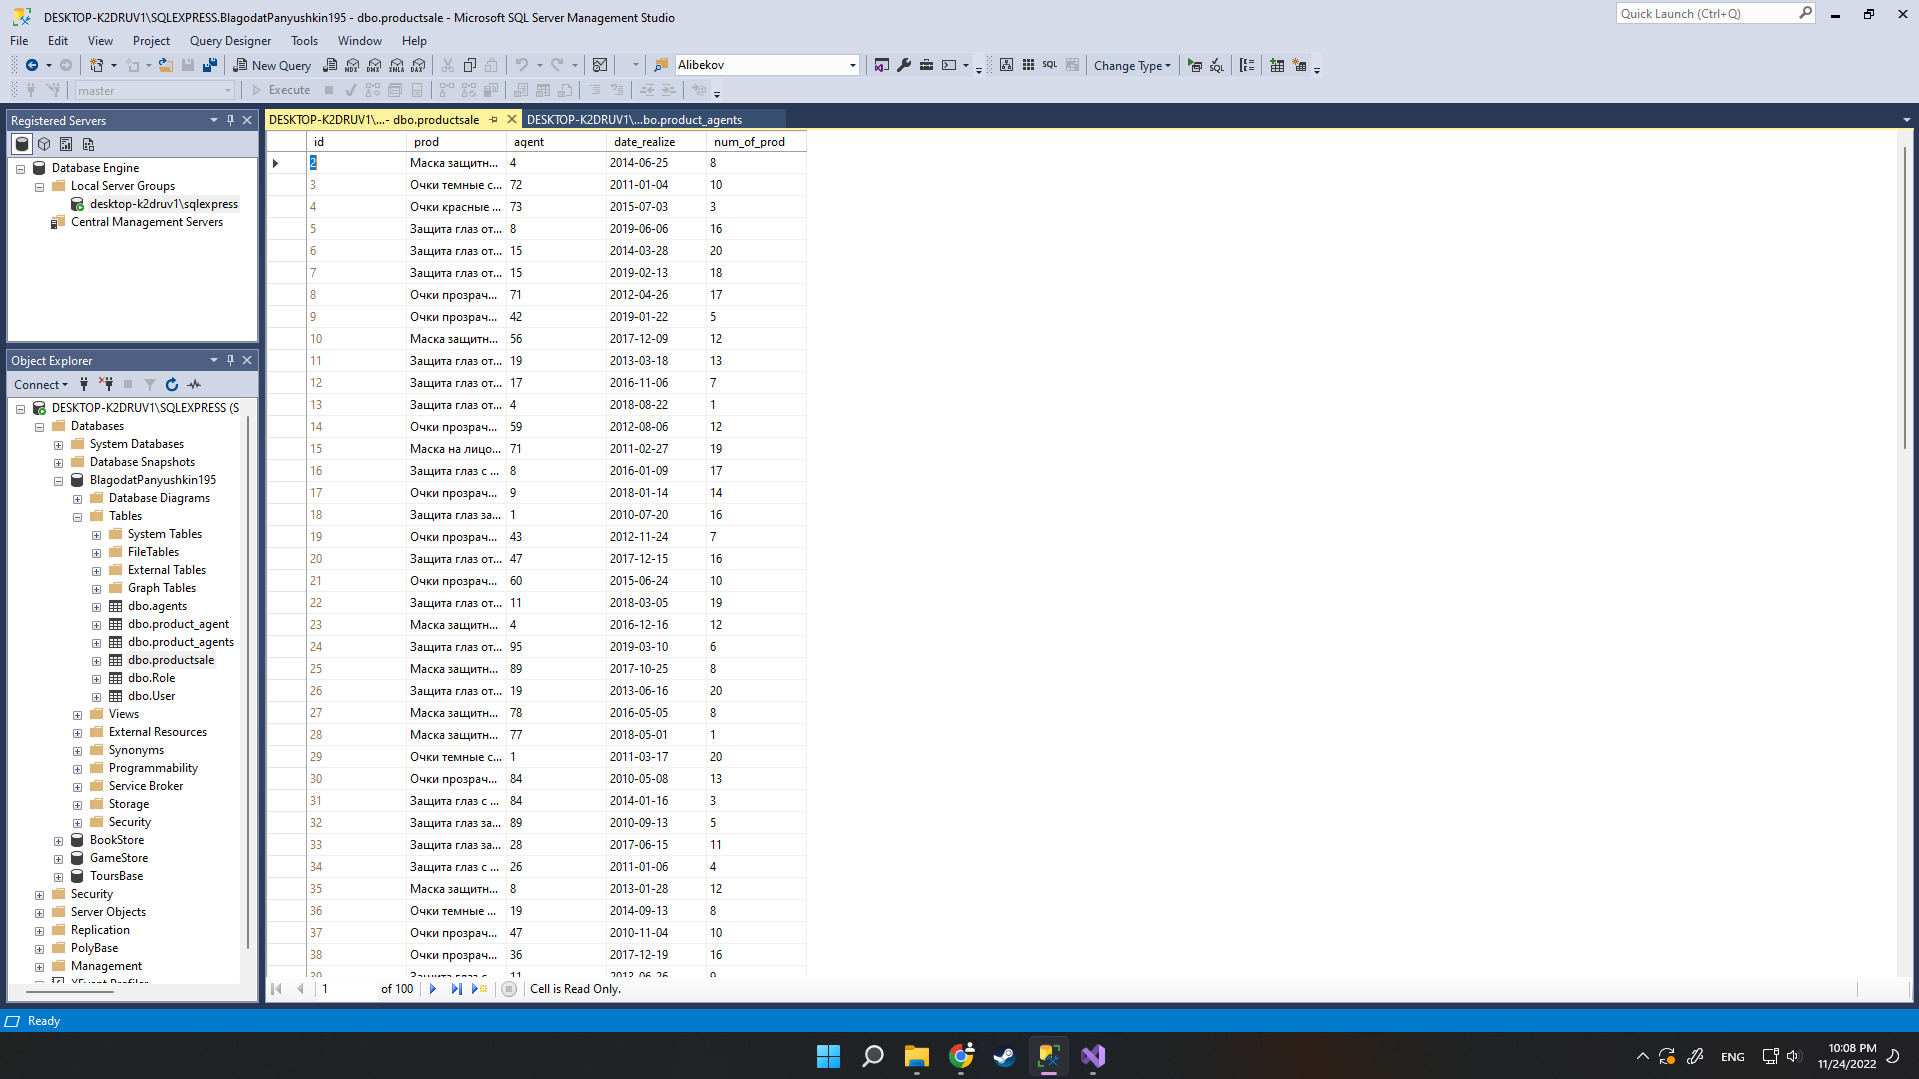 DESKTOP-K2DRUV1\SQLEXPRESS.BlagodatPanyushkin195 - dbo.productsale - Microsoft SQL Server Management Studio
Quick Launch (Ctrl+Q)
File Edit View Project Query Designer Tools Window Help
New Query MDX DMX XMLA DAX Alibekov SQL Change Type
master Execute
Registered Servers
Database Engine
Local Server Groups
desktop-k2druv1\sqlexpress
Central Management Servers
Object Explorer
Connect
DESKTOP-K2DRUV1\SQLEXPRESS (S
Databases
System Databases
Database Snapshots
BlagodatPanyushkin195
Database Diagrams
Tables
System Tables
FileTables
External Tables
Graph Tables
dbo.agents
dbo.product_agent
dbo.product_agents
dbo.productsale
dbo.Role
dbo.User
Views
External Resources
Synonyms
Programmability
Service Broker
Storage
Security
BookStore
GameStore
ToursBase
Security
Server Objects
Replication
PolyBase
Management
XEvent Profiler
DESKTOP-K2DRUV1\...- dbo.productsale DESKTOP-K2DRUV1\...bo.product_agents
id prod agent date_realize num_of_prod
2 Маска защитн... 4 2014-06-25 8
3 Очки темные с... 72 2011-01-04 10
4 Очки красные ... 73 2015-07-03 3
5 Защита глаз от... 8 2019-06-06 16
6 Защита глаз от... 15 2014-03-28 20
7 Защита глаз от... 15 2019-02-13 18
8 Очки прозрач... 71 2012-04-26 17
9 Очки прозрач... 42 2019-01-22 5
10 Маска защитн... 56 2017-12-09 12
11 Защита глаз от... 19 2013-03-18 13
12 Защита глаз от... 17 2016-11-06 7
13 Защита глаз от... 4 2018-08-22 1
14 Очки прозрач... 59 2012-08-06 12
15 Маска на лицо... 71 2011-02-27 19
16 Защита глаз с ... 8 2016-01-09 17
17 Очки прозрач... 9 2018-01-14 14
18 Защита глаз за... 1 2010-07-20 16
19 Очки прозрач... 43 2012-11-24 7
20 Защита глаз от... 47 2017-12-15 16
21 Очки прозрач... 60 2015-06-24 10
22 Защита глаз от... 11 2018-03-05 19
23 Маска защитн... 4 2016-12-16 12
24 Защита глаз от... 95 2019-03-10 6
25 Маска защитн... 89 2017-10-25 8
26 Защита глаз от... 19 2013-06-16 20
27 Маска защитн... 78 2016-05-05 8
28 Маска защитн... 77 2018-05-01 1
29 Очки темные с... 1 2011-03-17 20
30 Очки прозрач... 84 2010-05-08 13
31 Защита глаз с ... 84 2014-01-16 3
32 Защита глаз за... 89 2010-09-13 5
33 Защита глаз за... 28 2017-06-15 11
34 Защита глаз с ... 26 2011-01-06 4
35 Маска защитн... 8 2013-01-28 12
36 Очки темные ... 19 2014-09-13 8
37 Очки прозрач... 47 2010-11-04 10
38 Очки прозрач... 36 2017-12-19 16
39 Защита глаз с ... 11 2013-06-26 9
1 of 100 Cell is Read Only.
Ready
ENG 10:08 PM
11/24/2022